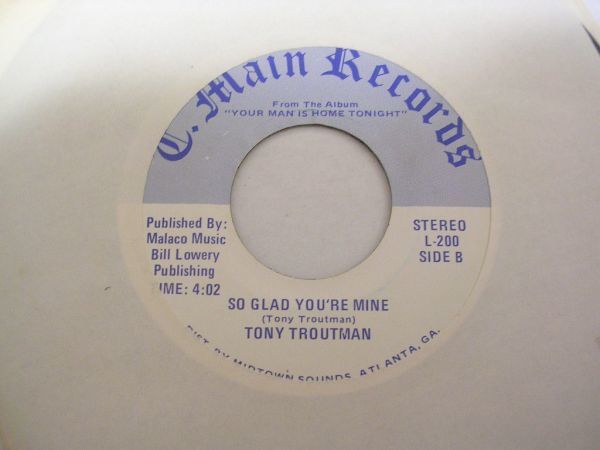 T. Main Records
From The Album
"YOUR MAN IS HOME TONIGHT"
Published By:
Malaco Music
Bill Lowery
Publishing
IME: 4:02
STEREO
L-200
SIDE B
SO GLAD YOU'RE MINE
(Tony Troutman)
TONY TROUTMAN
DIST. BY MIDTOWN SOUNDS, ATLANTA, GA.